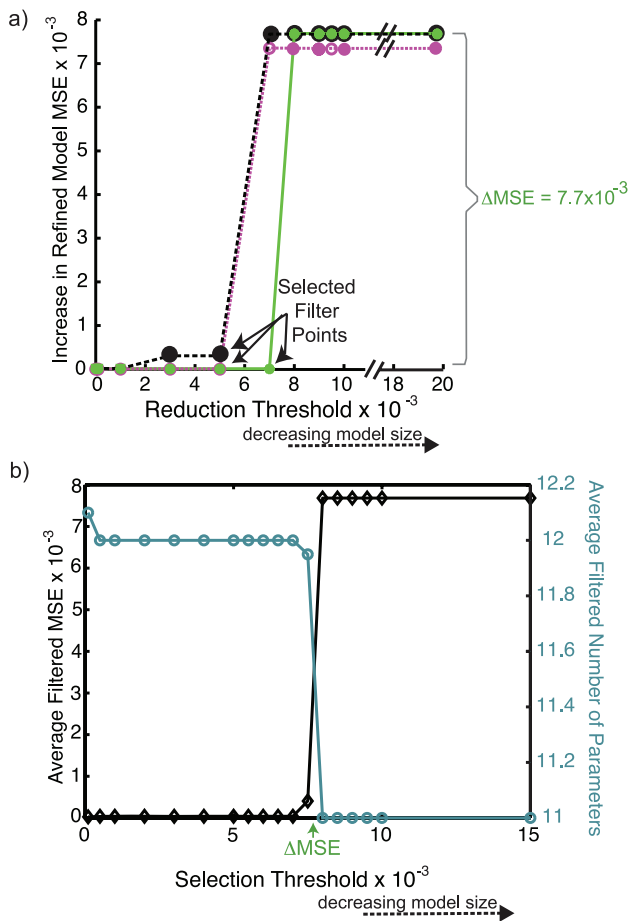 a)
Increase in Refined Model MSE x 10⁻³
8
7
6
5
4
3
2
1
0
Selected
Filter
Points
ΔMSE = 7.7x10⁻³
0 2 4 6 8 10 18 20
Reduction Threshold x 10⁻³
decreasing model size
b)
Average Filtered MSE x 10⁻³
8
7
6
5
4
3
2
1
0
12.2
12
11.8
11.6
11.4
11.2
11
Average Filtered Number of Parameters
0 5 10 15
ΔMSE
Selection Threshold x 10⁻³
decreasing model size